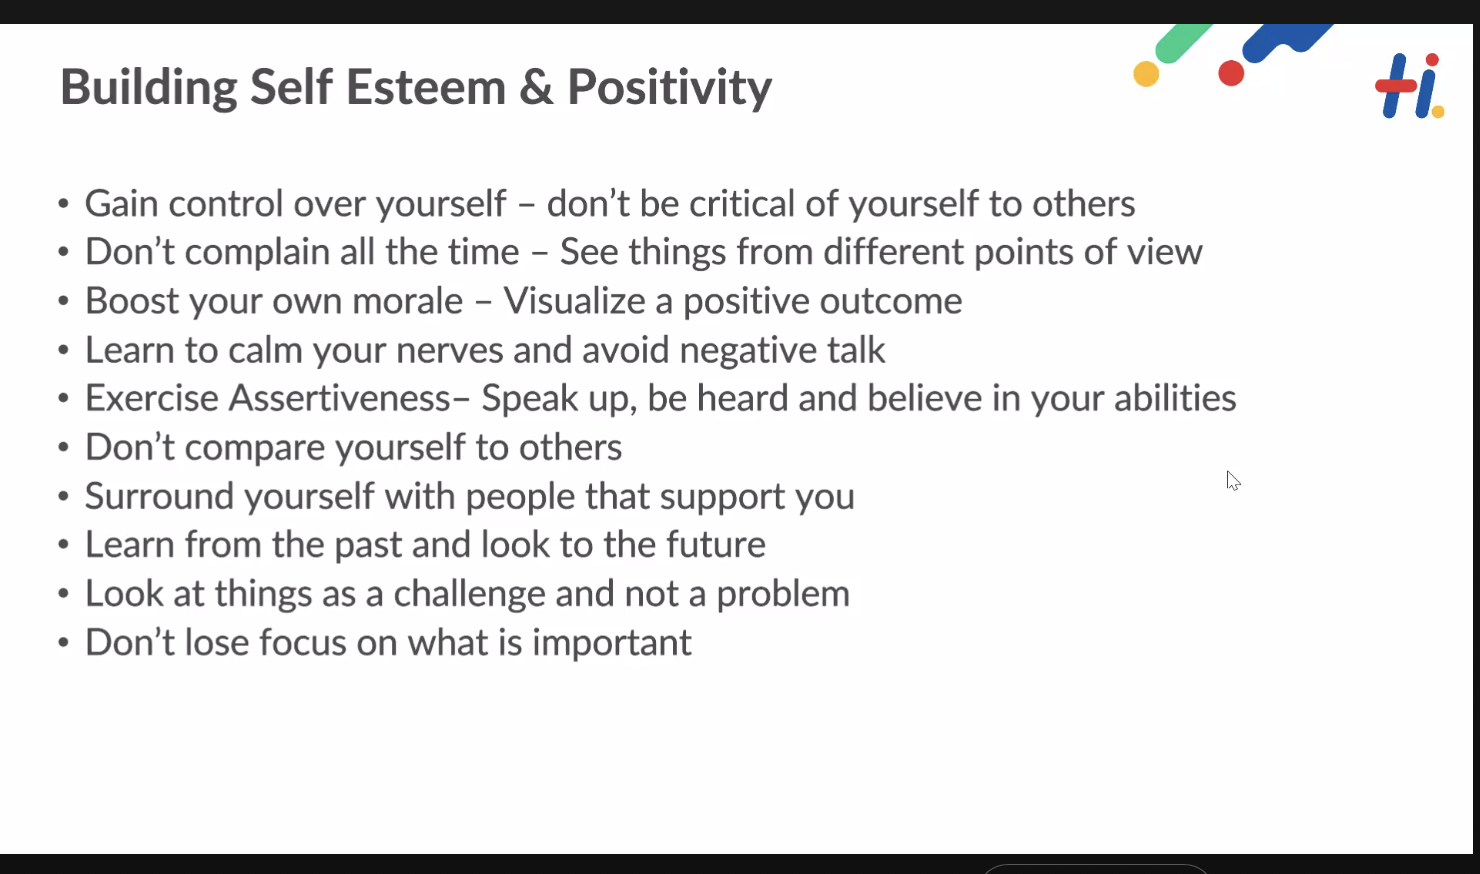 Building Self Esteem & Positivity
Hi.
• Gain control over yourself – don’t be critical of yourself to others
• Don’t complain all the time – See things from different points of view
• Boost your own morale – Visualize a positive outcome
• Learn to calm your nerves and avoid negative talk
• Exercise Assertiveness– Speak up, be heard and believe in your abilities
• Don’t compare yourself to others
• Surround yourself with people that support you
• Learn from the past and look to the future
• Look at things as a challenge and not a problem
• Don’t lose focus on what is important